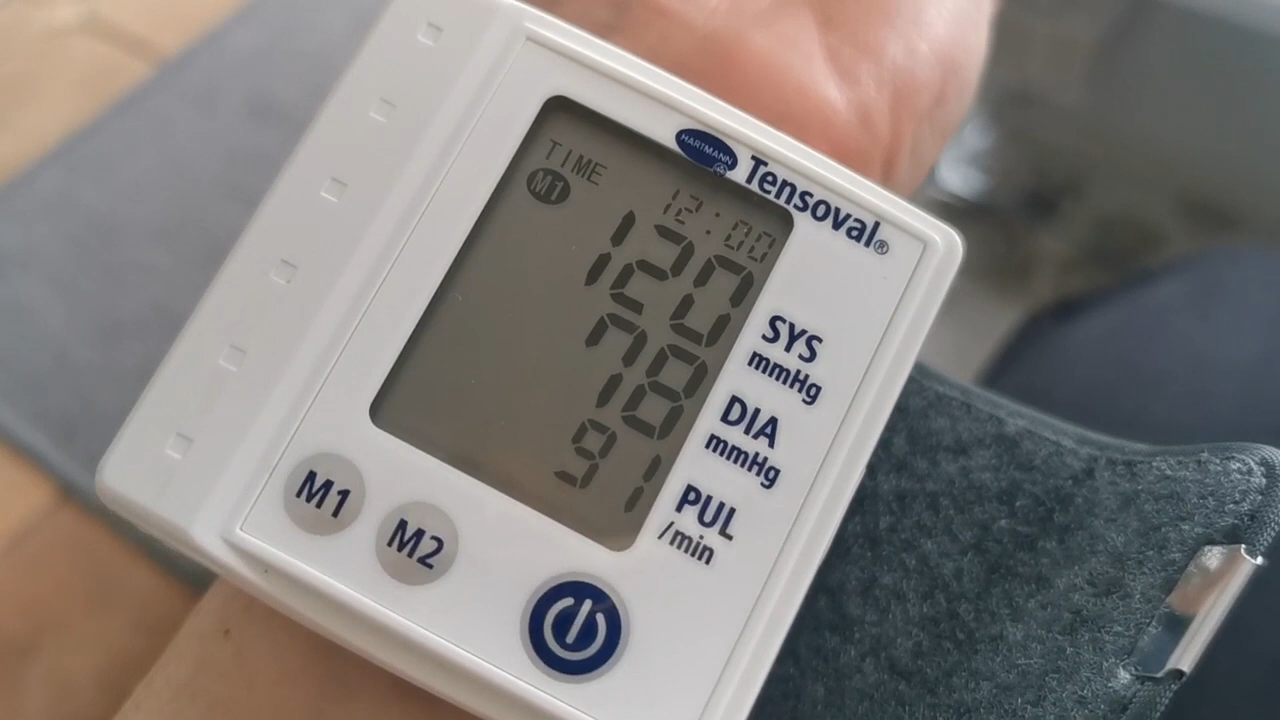 HARTMANN
Tensoval®
TIME
M1
12:00
120
78
91
SYS
mmHg
DIA
mmHg
PUL
/min
M1
M2